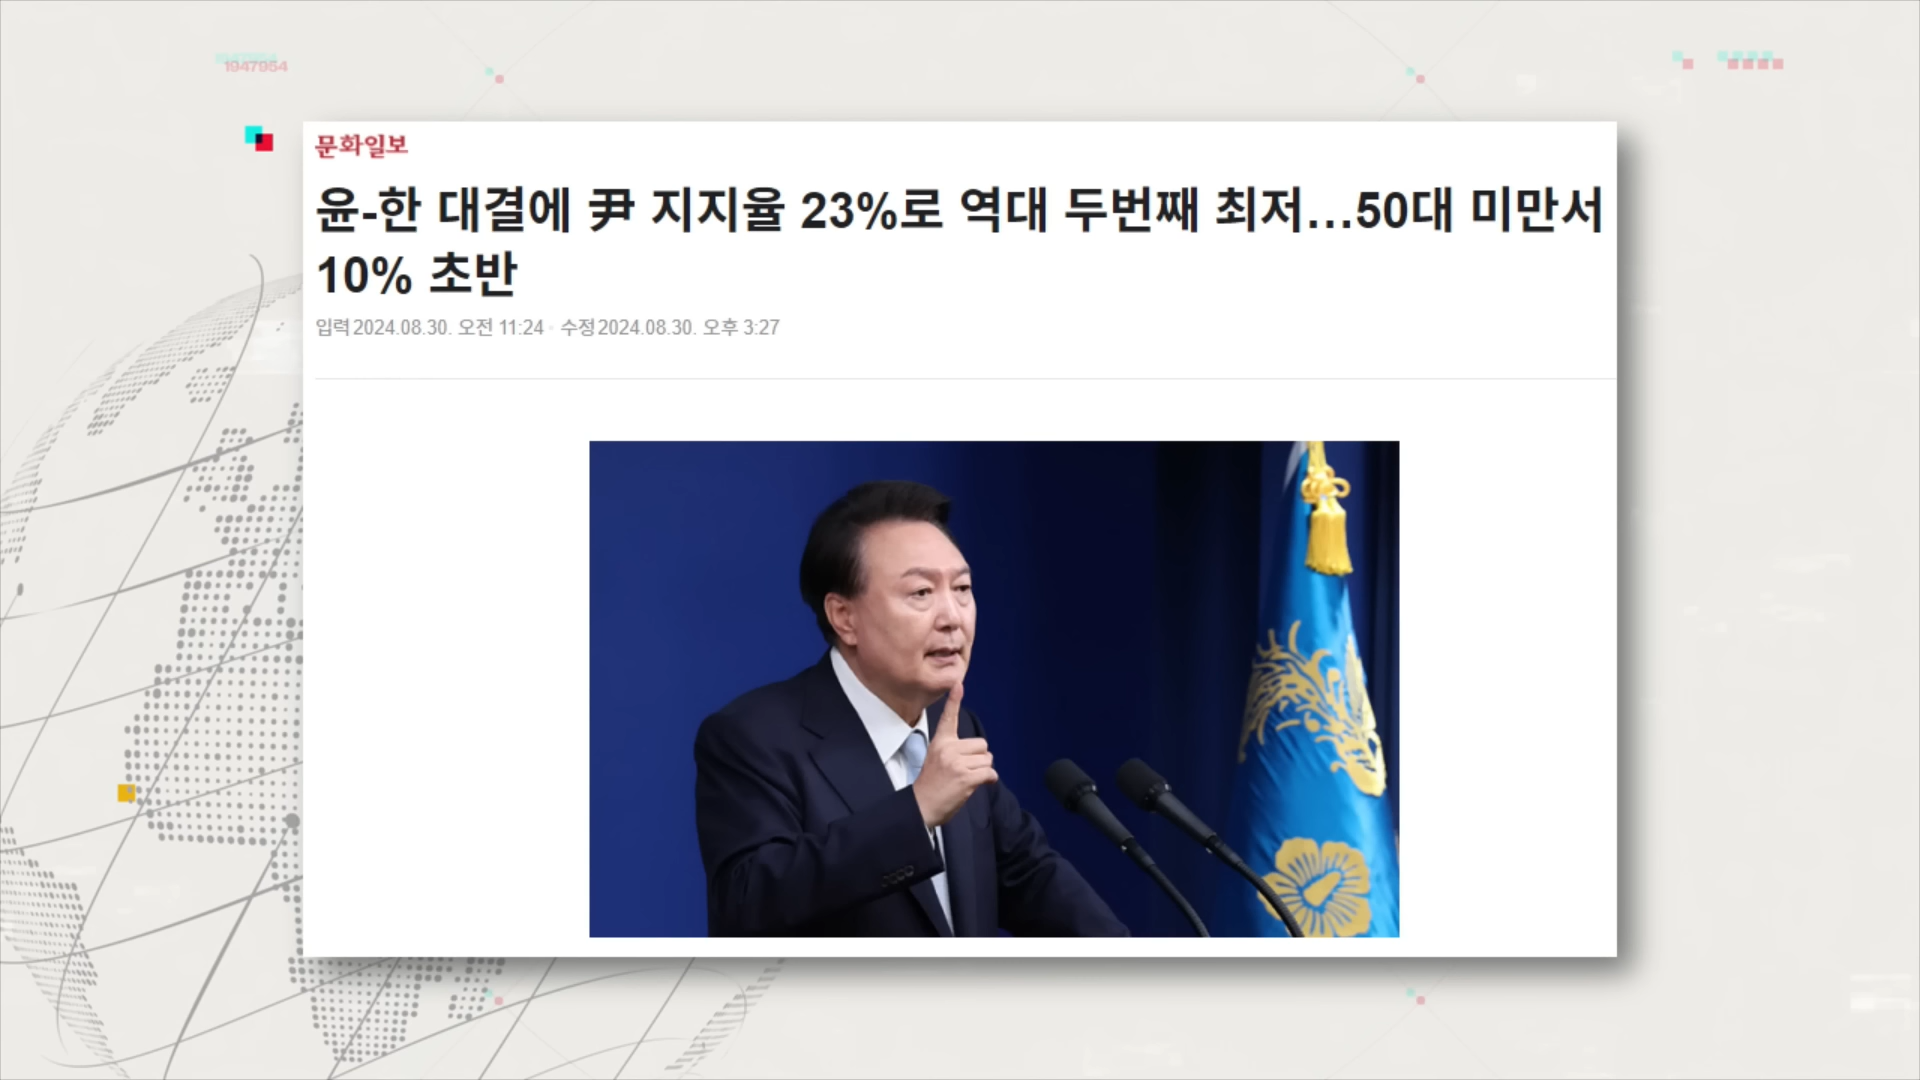 1947954
문화일보
윤-한 대결에 尹 지지율 23%로 역대 두번째 최저...50대 미만서
10% 초반
입력 2024.08.30. 오전 11:24 · 수정 2024.08.30. 오후 3:27